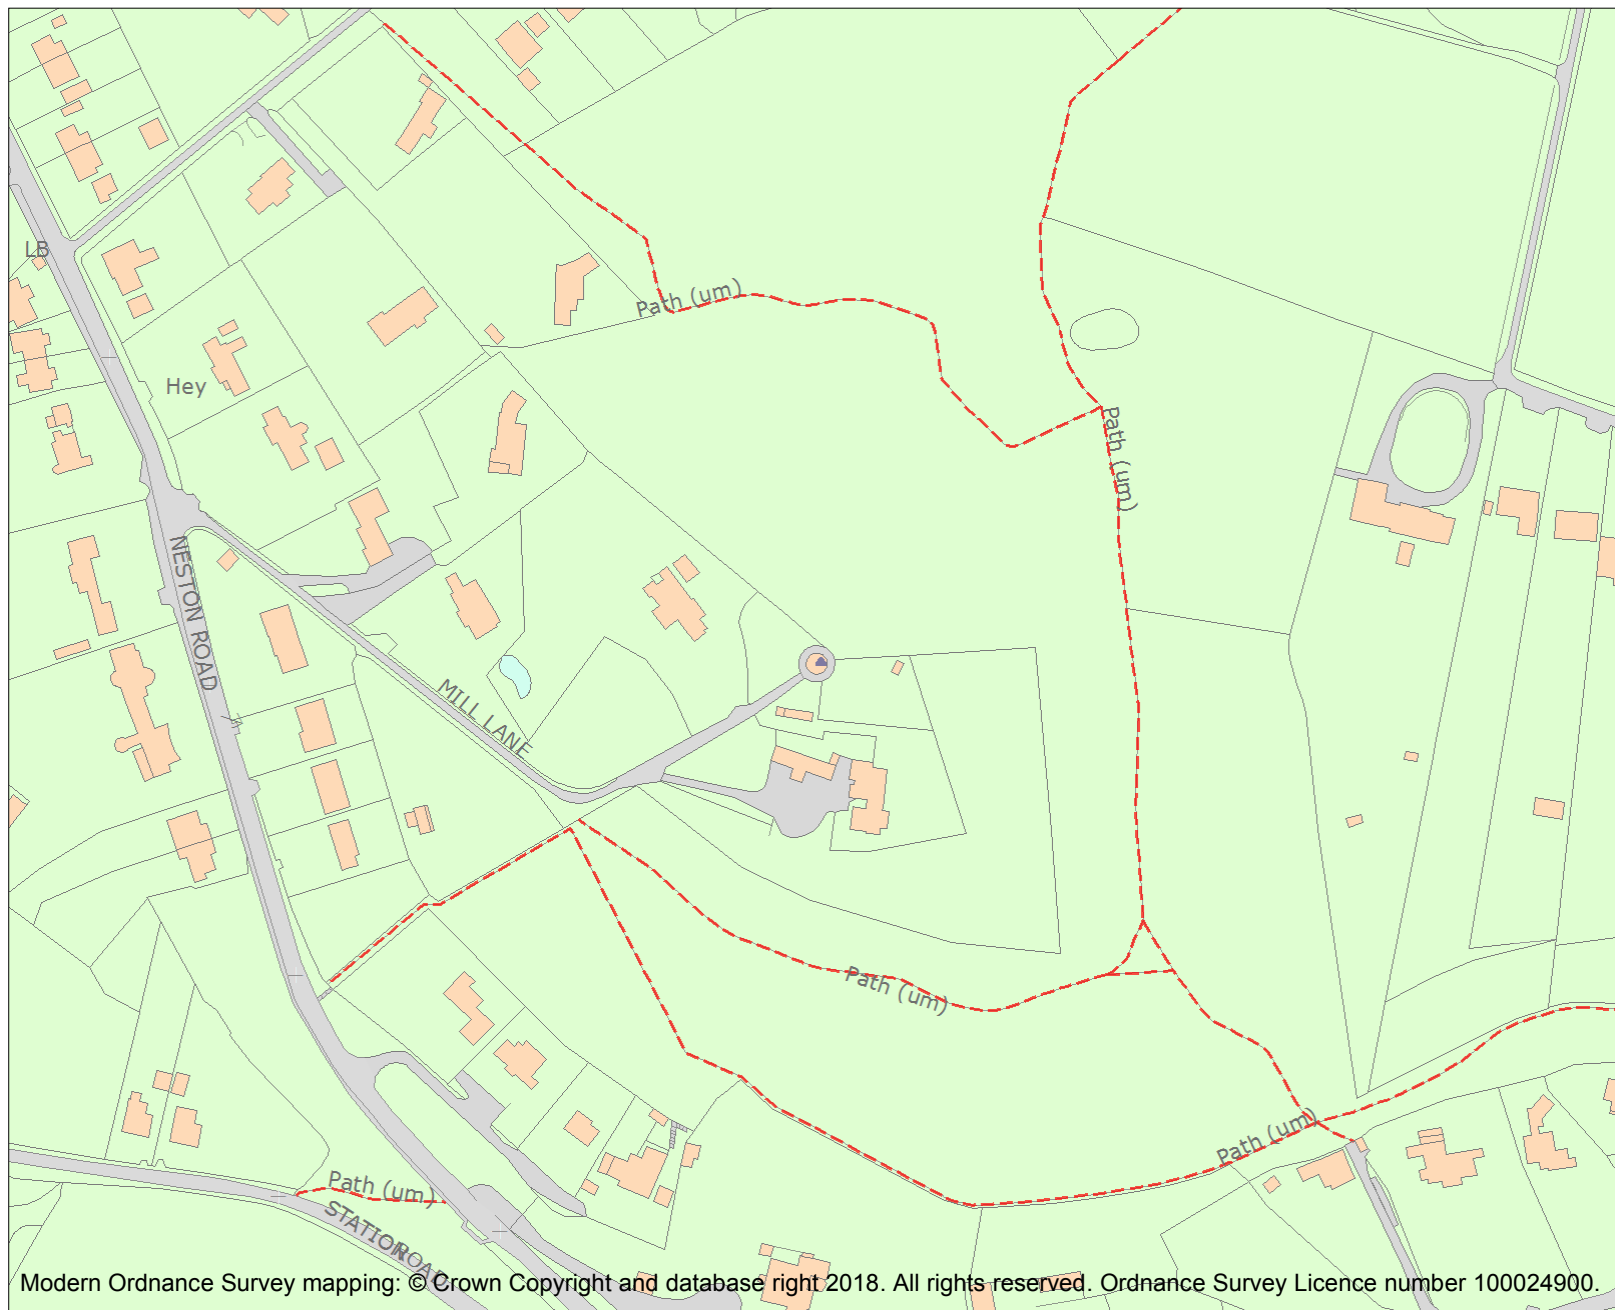 LB
Path (um)
Hey
Path (um)
NESTON ROAD
MILL LANE
Path (um)
Path (um)
Path (um)
STATION ROAD
Modern Ordnance Survey mapping: © Crown Copyright and database right 2018. All rights reserved. Ordnance Survey Licence number 100024900.